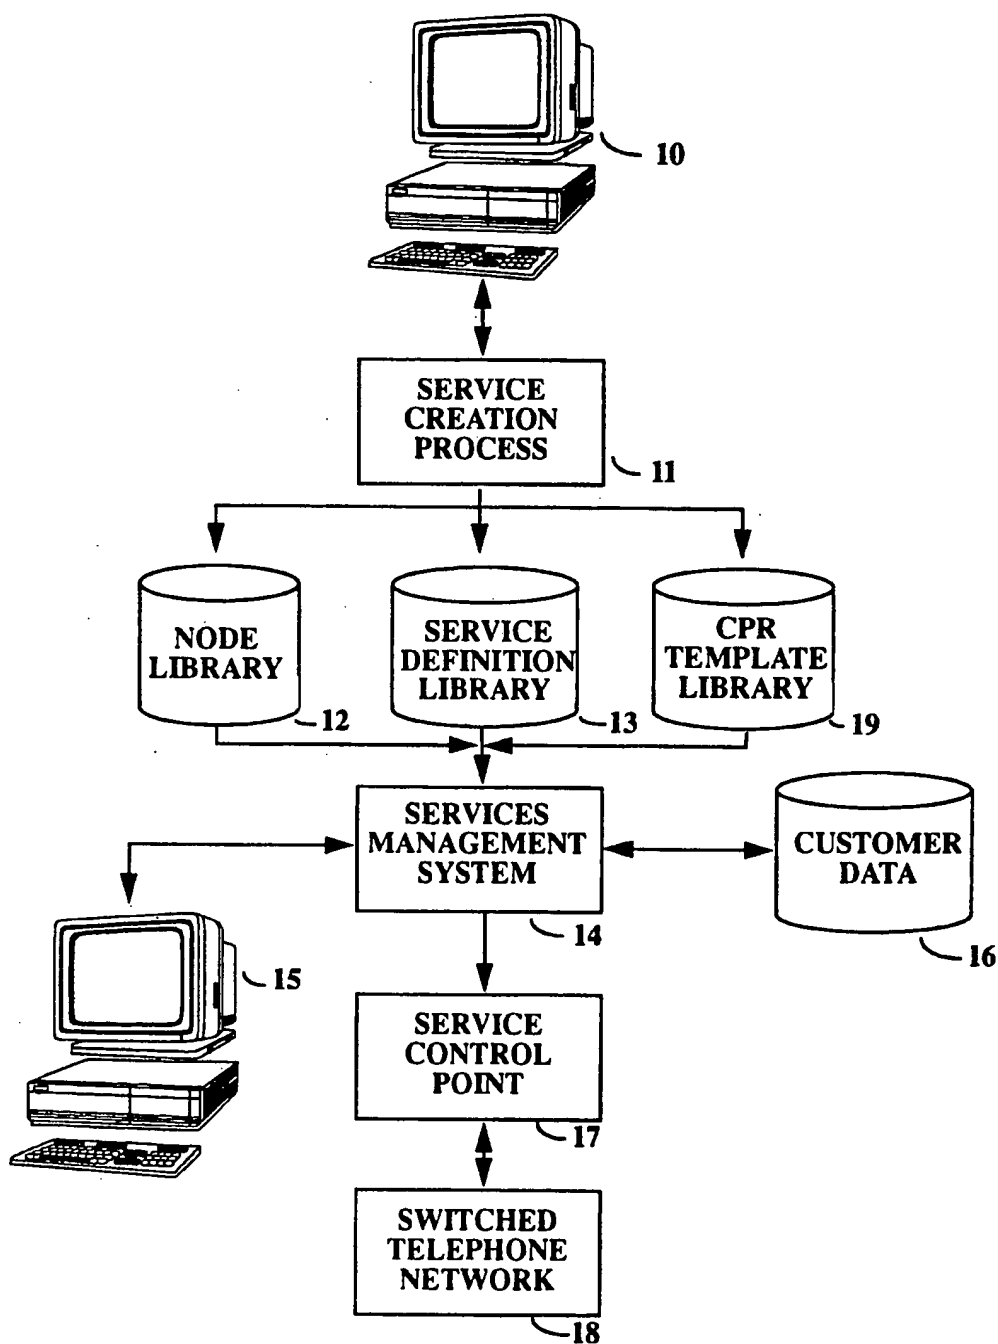 10
SERVICE
CREATION
PROCESS
11
NODE
LIBRARY
12
SERVICE
DEFINITION
LIBRARY
13
CPR
TEMPLATE
LIBRARY
19
SERVICES
MANAGEMENT
SYSTEM
14
CUSTOMER
DATA
16
15
SERVICE
CONTROL
POINT
17
SWITCHED
TELEPHONE
NETWORK
18